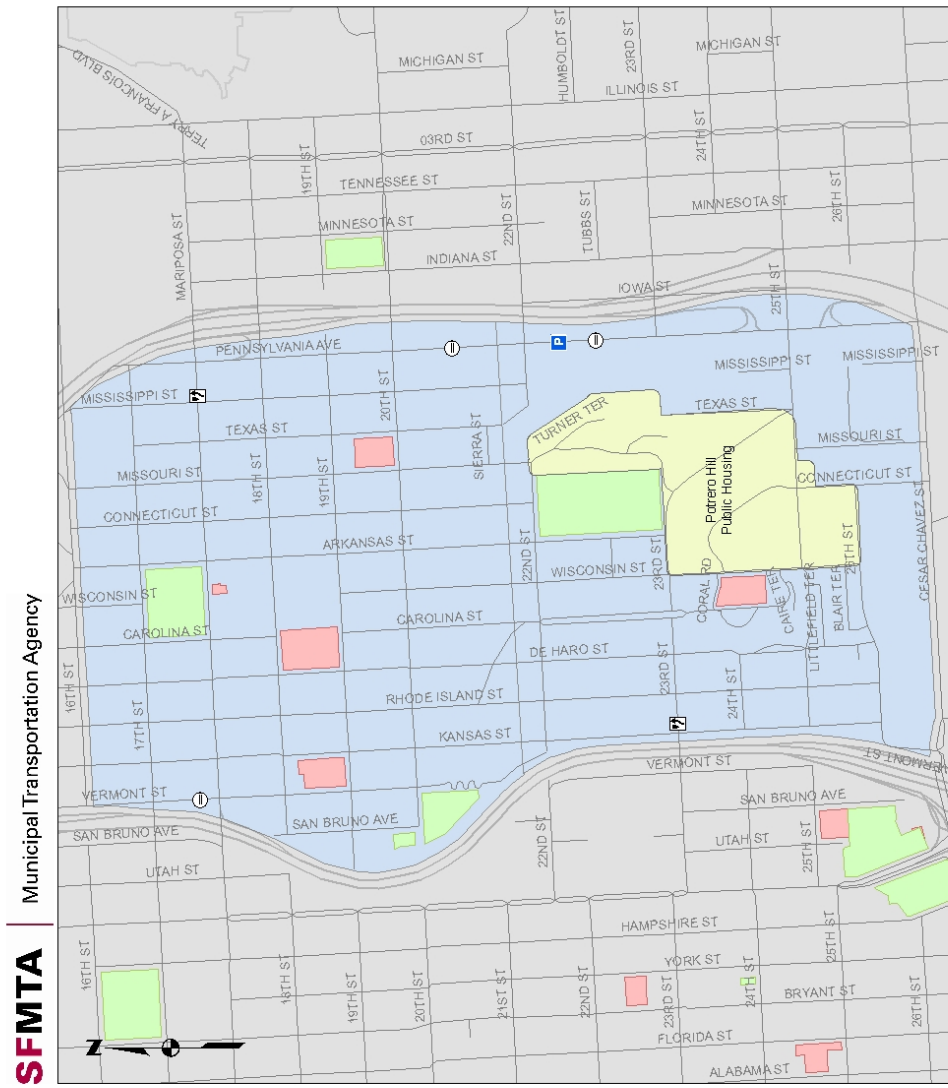 SFMTA | Municipal Transportation Agency
TERRY A FRANCOIS BLVD
MICHIGAN ST
HUMBOLDT ST
23RD ST
MICHIGAN ST
ILLINOIS ST
03RD ST
24TH ST
19TH ST
TENNESSEE ST
MINNESOTA ST
22ND ST
TUBBS ST
MINNESOTA ST
26TH ST
MARIPOSA ST
INDIANA ST
IOWA ST
25TH ST
PENNSYLVANIA AVE
P
MISSISSIPPI ST
MISSISSIPPI ST
MISSISSIPPI ST
20TH ST
TEXAS ST
TURNER TER
TEXAS ST
SIERRA ST
MISSOURI ST
MISSOURI ST
18TH ST
19TH ST
CONNECTICUT ST
CONNECTICUT ST
Potrero Hill
Public Housing
ARKANSAS ST
22ND ST
23RD ST
25TH ST
CESAR CHAVEZ ST
WISCONSIN ST
WISCONSIN ST
CORAL RD
CAIRE TER
LITTLEFIELD TER
BLAIR TER
CAROLINA ST
CAROLINA ST
DE HARO ST
16TH ST
17TH ST
RHODE ISLAND ST
23RD ST
24TH ST
KANSAS ST
VERMONT ST
VERMONT ST
VERMONT ST
SAN BRUNO AVE
SAN BRUNO AVE
SAN BRUNO AVE
22ND ST
UTAH ST
UTAH ST
25TH ST
HAMPSHIRE ST
25TH ST
16TH ST
18TH ST
19TH ST
20TH ST
21ST ST
22ND ST
YORK ST
23RD ST
24TH ST
BRYANT ST
26TH ST
FLORIDA ST
ALABAMA ST
Z